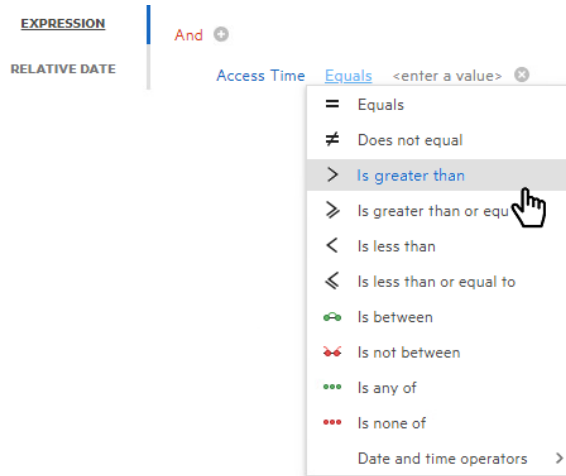 EXPRESSION
RELATIVE DATE
And
Access Time Equals <enter a value>
= Equals
≠ Does not equal
> Is greater than
⩾ Is greater than or equ
< Is less than
⩽ Is less than or equal to
Is between
Is not between
Is any of
Is none of
Date and time operators >